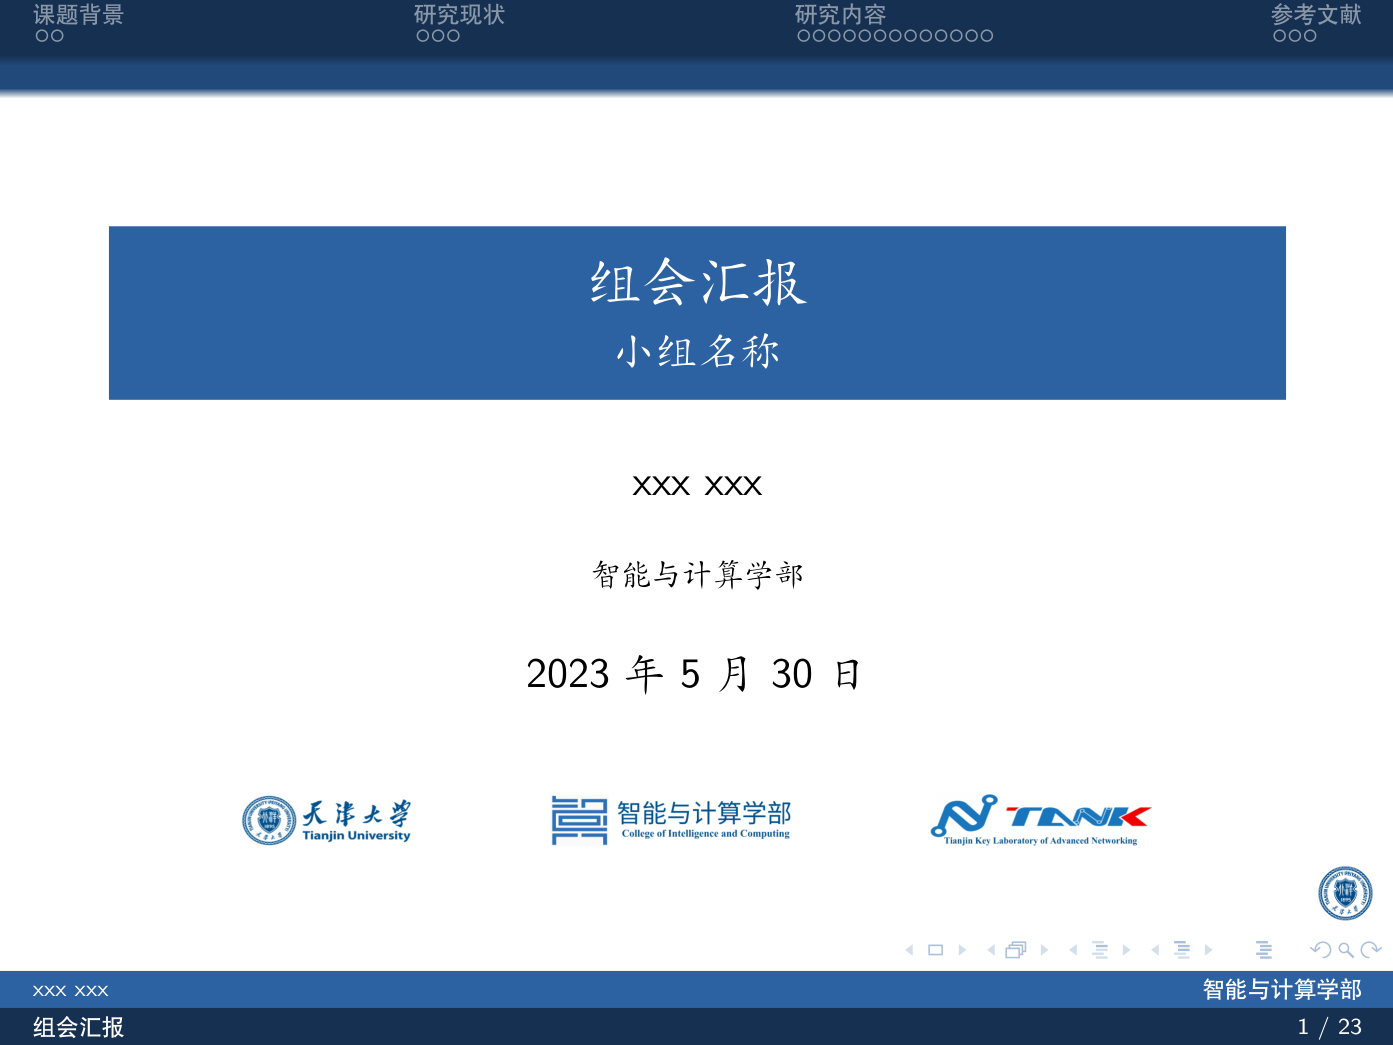 课题背景 研究现状 研究内容 参考文献
组会汇报
小组名称
xxx xxx
智能与计算学部
2023 年 5 月 30 日
天津大学
Tianjin University
智能与计算学部
College of Intelligence and Computing
TANK
Tianjin Key Laboratory of Advanced Networking
xxx xxx 智能与计算学部
组会汇报 1 / 23